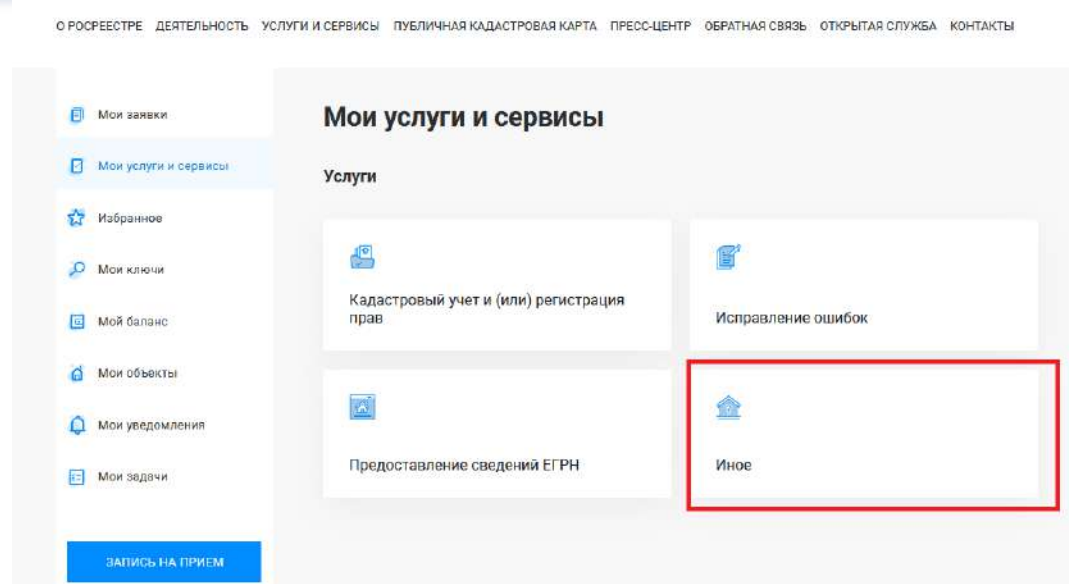 О РОСРЕЕСТРЕ ДЕЯТЕЛЬНОСТЬ УСЛУГИ И СЕРВИСЫ ПУБЛИЧНАЯ КАДАСТРОВАЯ КАРТА ПРЕСС-ЦЕНТР ОБРАТНАЯ СВЯЗЬ ОТКРЫТАЯ СЛУЖБА КОНТАКТЫ
Мои заявки
Мои услуги и сервисы
Избранное
Мои ключи
Мой баланс
Мои объекты
Мои уведомления
Мои задачи
ЗАПИСЬ НА ПРИЕМ
Мои услуги и сервисы
Услуги
Кадастровый учет и (или) регистрация
прав
Исправление ошибок
Предоставление сведений ЕГРН
Иное